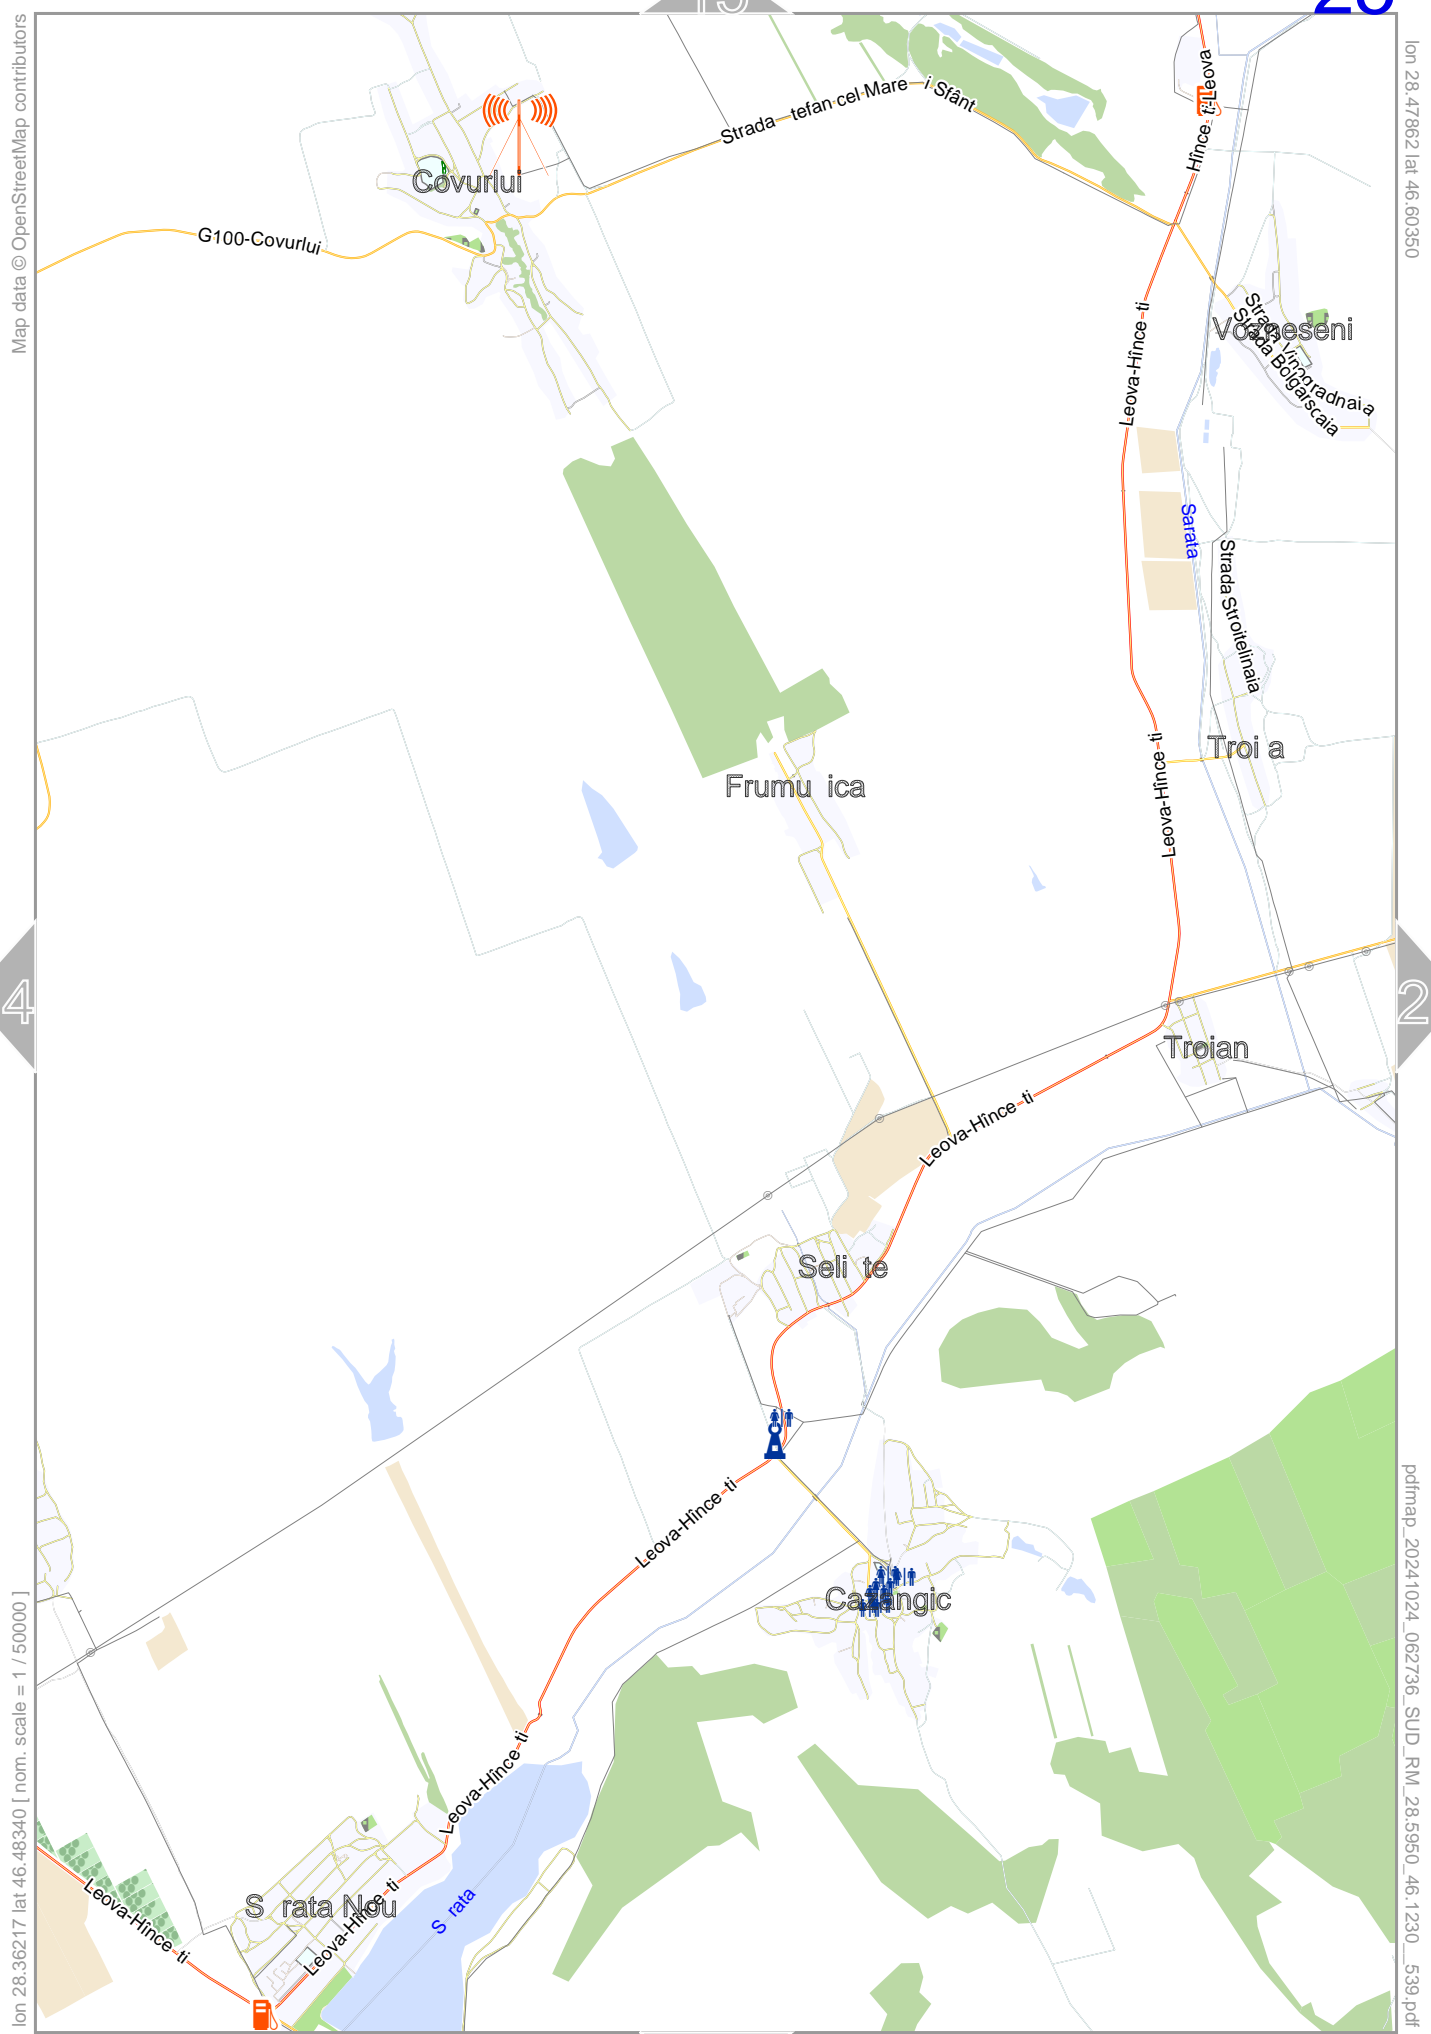 Map data © OpenStreetMap contributors
lon 28.47862 lat 46.60350
Hînce ti-Leova
Strada tefan cel Mare i Sfânt
Covurlui
G100-Covurlui
Leova-Hînce ti
Vozneseni
Strada Vinogradnaia
Strada Bolgarscaia
Sarata
Strada Stroitelinaia
Troi a
Leova-Hînce ti
Frumu ica
4
2
Troian
Leova-Hînce ti
Seli te
Leova-Hînce ti
Cazangic
Leova-Hînce ti
S rata Nou
Leova-Hînce ti
Leova-Hînce ti
S rata
lon 28.36217 lat 46.48340 [ nom. scale = 1 / 50000 ]
pdfmap_20241024_062736_SUD_RM_28.5950_46.1230__539.pdf